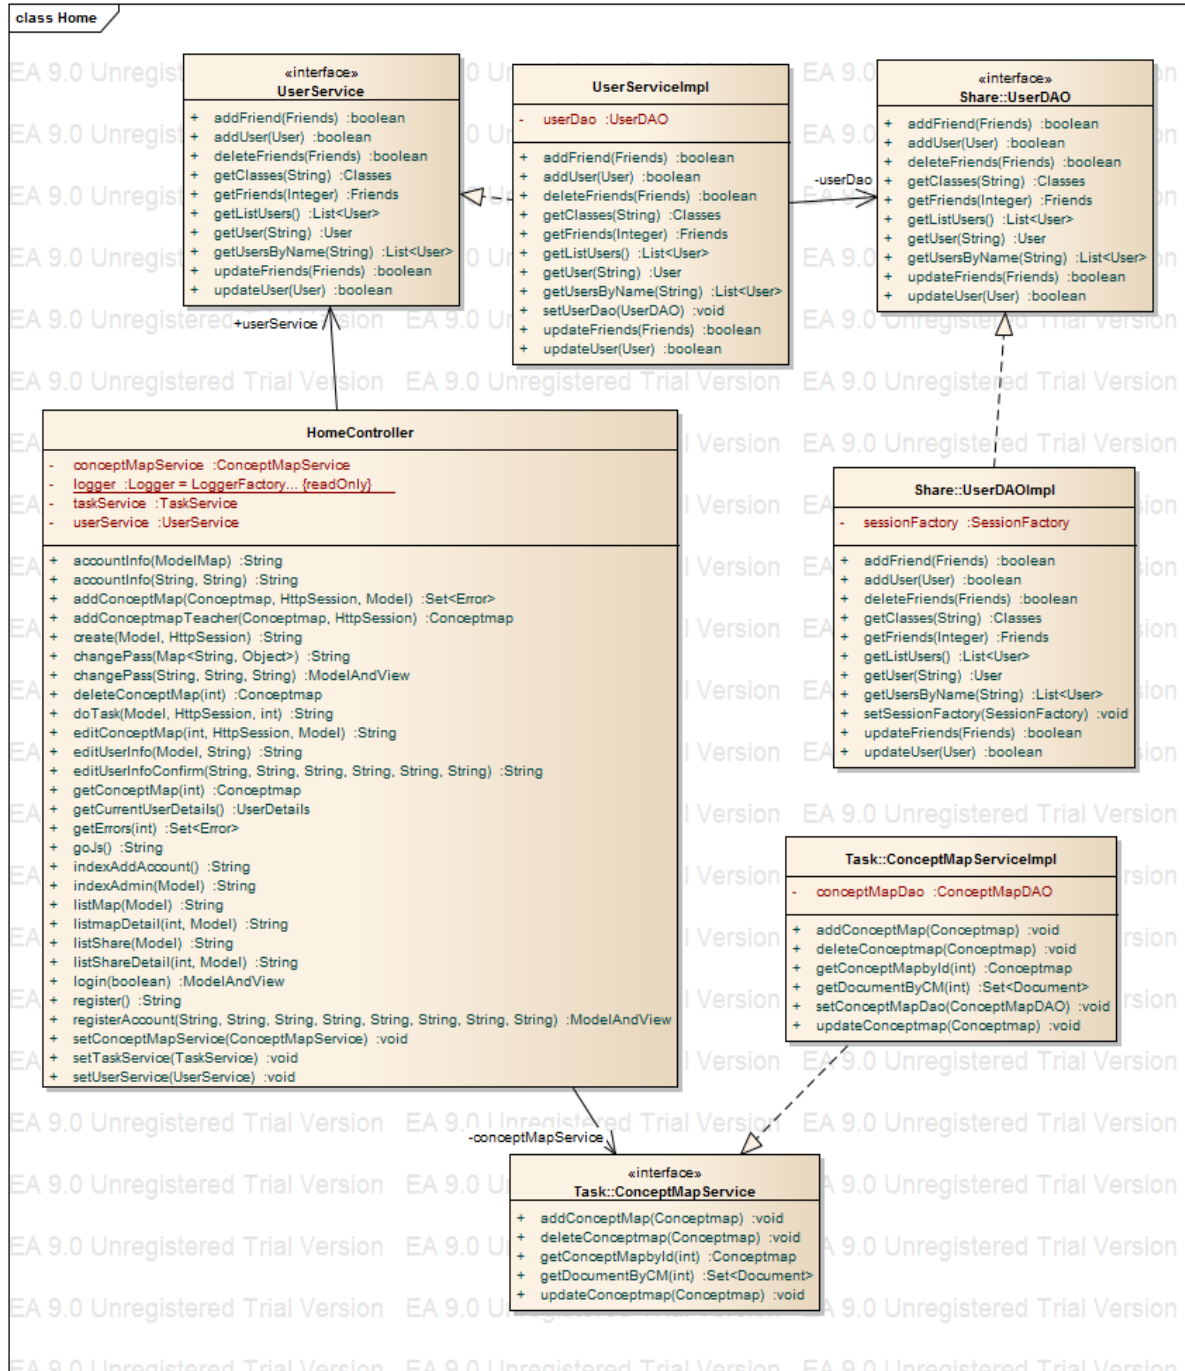 class Home
«interface»
UserService
+ addFriend(Friends) :boolean
+ addUser(User) :boolean
+ deleteFriends(Friends) :boolean
+ getClasses(String) :Classes
+ getFriends(Integer) :Friends
+ getListUsers() :List<User>
+ getUser(String) :User
+ getUsersByName(String) :List<User>
+ updateFriends(Friends) :boolean
+ updateUser(User) :boolean
UserServiceImpl
- userDao :UserDAO
+ addFriend(Friends) :boolean
+ addUser(User) :boolean
+ deleteFriends(Friends) :boolean
+ getClasses(String) :Classes
+ getFriends(Integer) :Friends
+ getListUsers() :List<User>
+ getUser(String) :User
+ getUsersByName(String) :List<User>
+ setUserDao(UserDAO) :void
+ updateFriends(Friends) :boolean
+ updateUser(User) :boolean
-userDao
«interface»
Share::UserDAO
+ addFriend(Friends) :boolean
+ addUser(User) :boolean
+ deleteFriends(Friends) :boolean
+ getClasses(String) :Classes
+ getFriends(Integer) :Friends
+ getListUsers() :List<User>
+ getUser(String) :User
+ getUsersByName(String) :List<User>
+ updateFriends(Friends) :boolean
+ updateUser(User) :boolean
+userService
HomeController
- conceptMapService :ConceptMapService
- logger :Logger = LoggerFactory... {readOnly}
- taskService :TaskService
- userService :UserService
+ accountInfo(ModelMap) :String
+ accountInfo(String, String) :String
+ addConceptMap(Conceptmap, HttpSession, Model) :Set<Error>
+ addConceptmapTeacher(Conceptmap, HttpSession) :Conceptmap
+ create(Model, HttpSession) :String
+ changePass(Map<String, Object>) :String
+ changePass(String, String, String) :ModelAndView
+ deleteConceptMap(int) :Conceptmap
+ doTask(Model, HttpSession, int) :String
+ editConceptMap(int, HttpSession, Model) :String
+ editUserInfo(Model, String) :String
+ editUserInfoConfirm(String, String, String, String, String, String) :String
+ getConceptMap(int) :Conceptmap
+ getCurrentUserDetails() :UserDetails
+ getErrors(int) :Set<Error>
+ goJs() :String
+ indexAddAccount() :String
+ indexAdmin(Model) :String
+ listMap(Model) :String
+ listmapDetail(int, Model) :String
+ listShare(Model) :String
+ listShareDetail(int, Model) :String
+ login(boolean) :ModelAndView
+ register() :String
+ registerAccount(String, String, String, String, String, String, String, String) :ModelAndView
+ setConceptMapService(ConceptMapService) :void
+ setTaskService(TaskService) :void
+ setUserService(UserService) :void
Share::UserDAOImpl
- sessionFactory :SessionFactory
+ addFriend(Friends) :boolean
+ addUser(User) :boolean
+ deleteFriends(Friends) :boolean
+ getClasses(String) :Classes
+ getFriends(Integer) :Friends
+ getListUsers() :List<User>
+ getUser(String) :User
+ getUsersByName(String) :List<User>
+ setSessionFactory(SessionFactory) :void
+ updateFriends(Friends) :boolean
+ updateUser(User) :boolean
Task::ConceptMapServiceImpl
- conceptMapDao :ConceptMapDAO
+ addConceptMap(Conceptmap) :void
+ deleteConceptmap(Conceptmap) :void
+ getConceptMapbyId(int) :Conceptmap
+ getDocumentByCM(int) :Set<Document>
+ setConceptMapDao(ConceptMapDAO) :void
+ updateConceptmap(Conceptmap) :void
-conceptMapService
«interface»
Task::ConceptMapService
+ addConceptMap(Conceptmap) :void
+ deleteConceptmap(Conceptmap) :void
+ getConceptMapbyId(int) :Conceptmap
+ getDocumentByCM(int) :Set<Document>
+ updateConceptmap(Conceptmap) :void
EA 9.0 Unregistered Trial Version